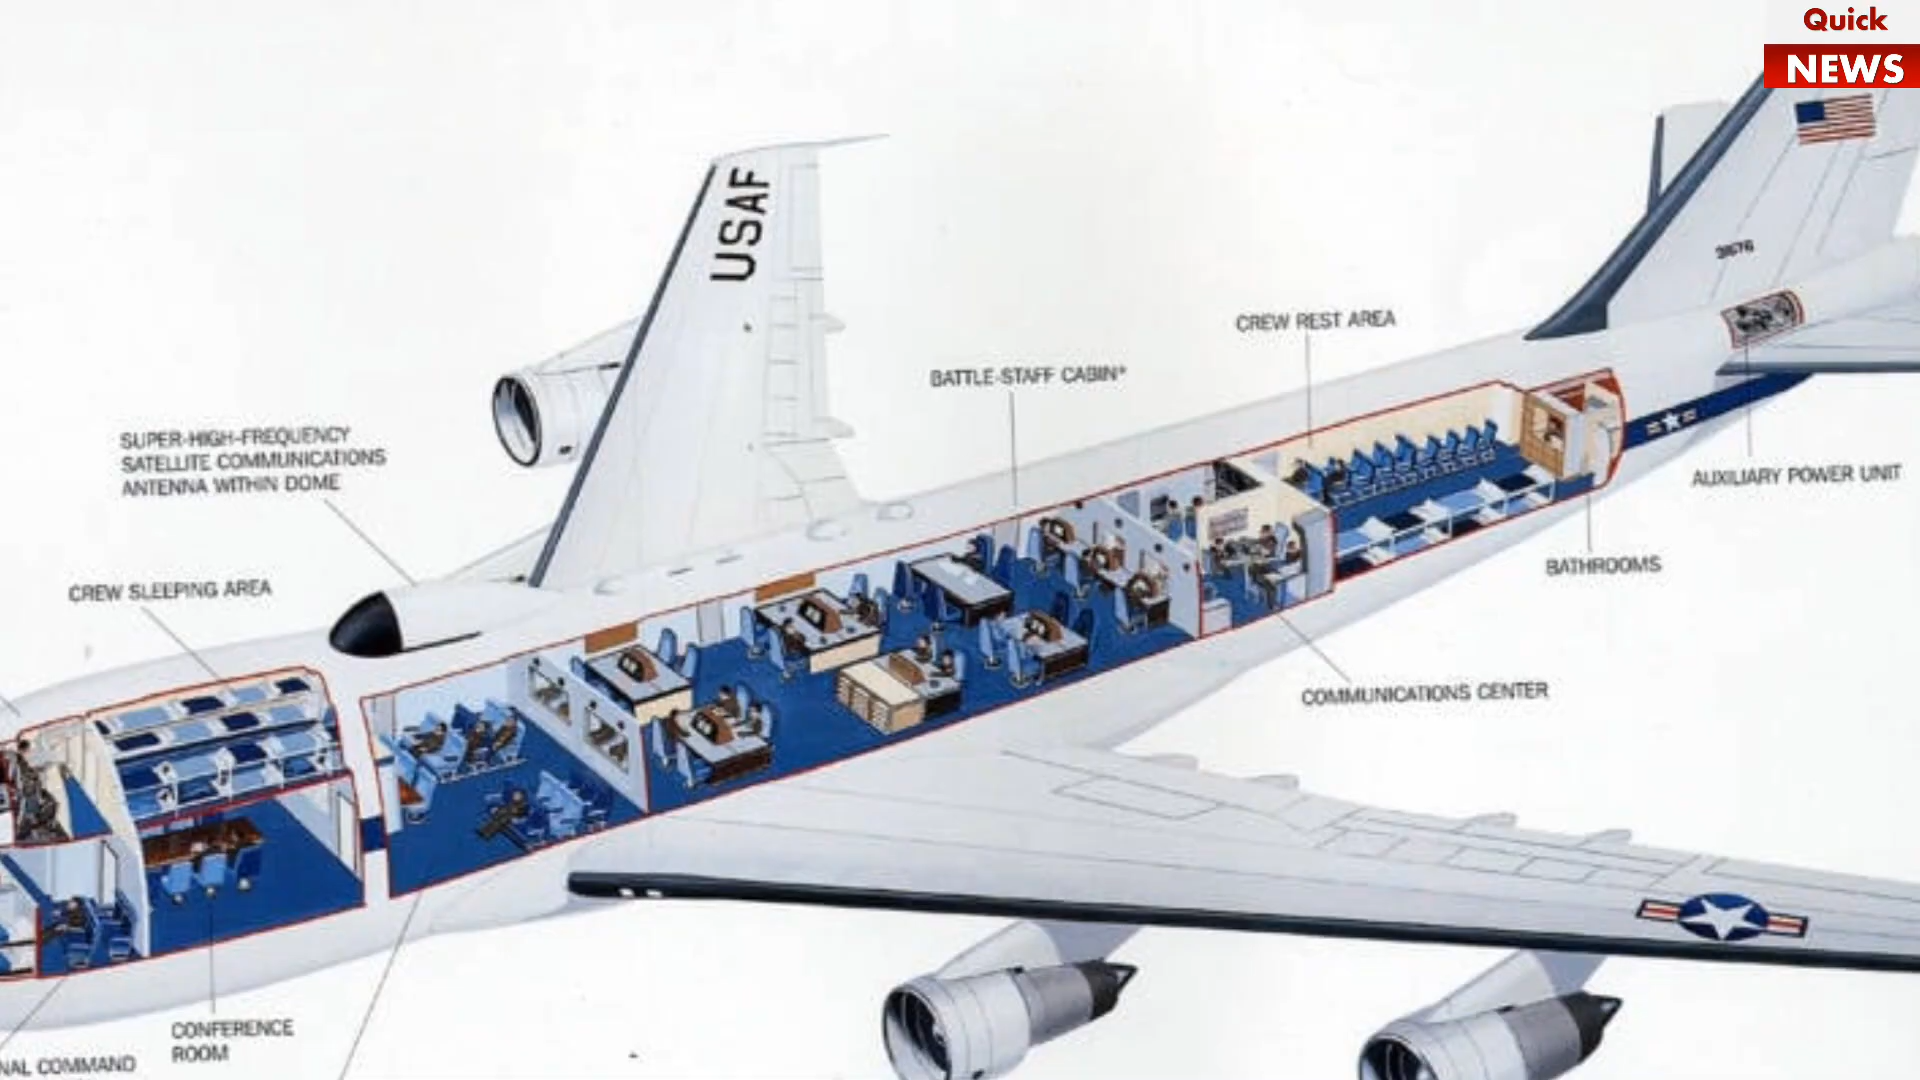 Quick
NEWS
USAF
31676
CREW REST AREA
BATTLE-STAFF CABIN*
SUPER-HIGH-FREQUENCY
SATELLITE COMMUNICATIONS
ANTENNA WITHIN DOME
AUXILIARY POWER UNIT
BATHROOMS
CREW SLEEPING AREA
COMMUNICATIONS CENTER
CONFERENCE
ROOM
NAL COMMAND